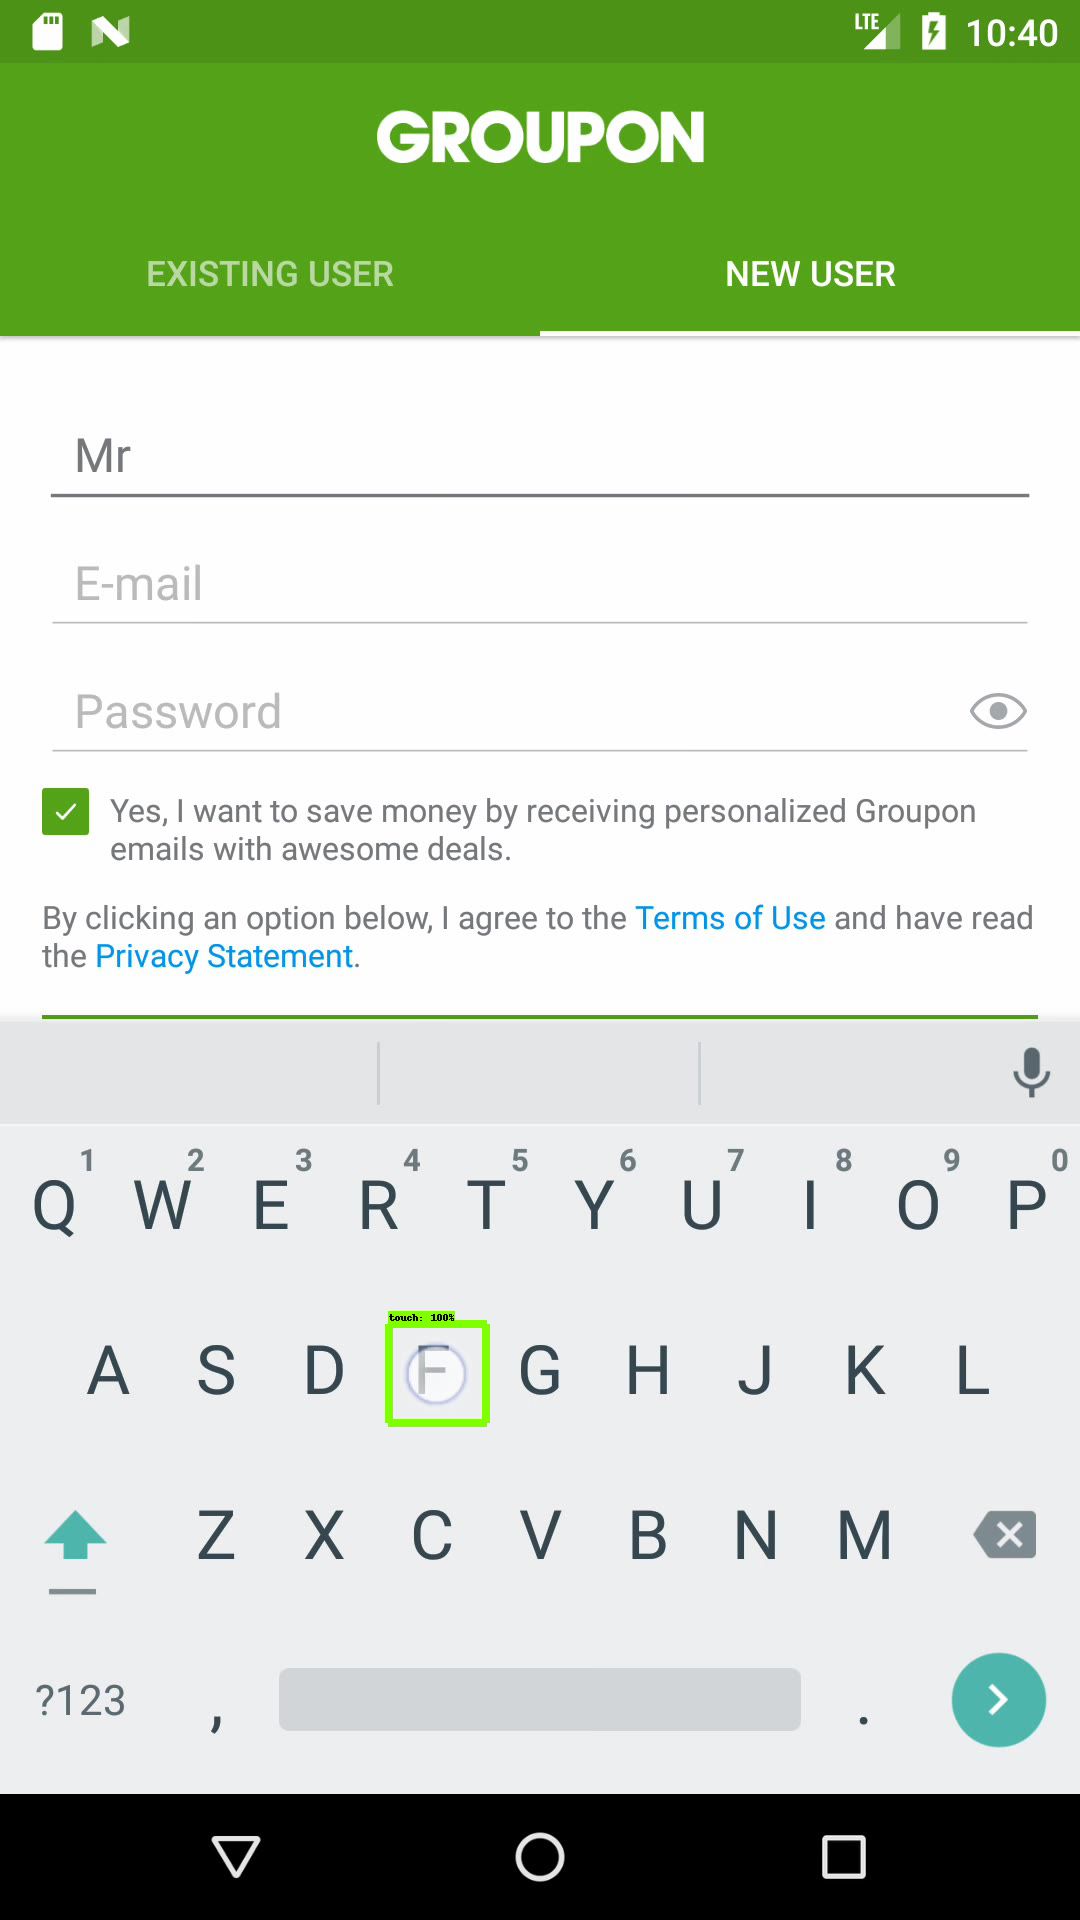 LTE 10:40
GROUPON
EXISTING USER NEW USER
Mr
E-mail
Password
Yes, I want to save money by receiving personalized Groupon
emails with awesome deals.
By clicking an option below, I agree to the Terms of Use and have read
the Privacy Statement.
1 2 3 4 5 6 7 8 9 0
Q W E R T Y U I O P
touch: 100%
A S D F G H J K L
Z X C V B N M
?123 , .